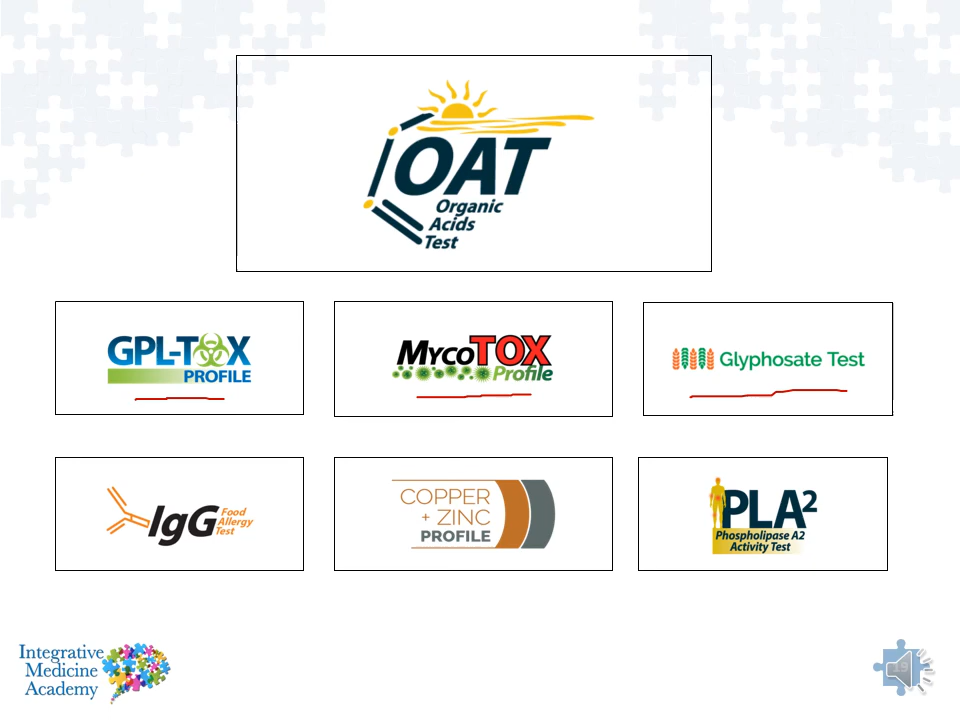 OAT
Organic
Acids
Test
GPL-TOX
PROFILE
MycoTOX
Profile
Glyphosate Test
IgG Food
Allergy
Test
COPPER
+ ZINC
PROFILE
PLA2
Phospholipase A2
Activity Test
Integrative
Medicine
Academy
19